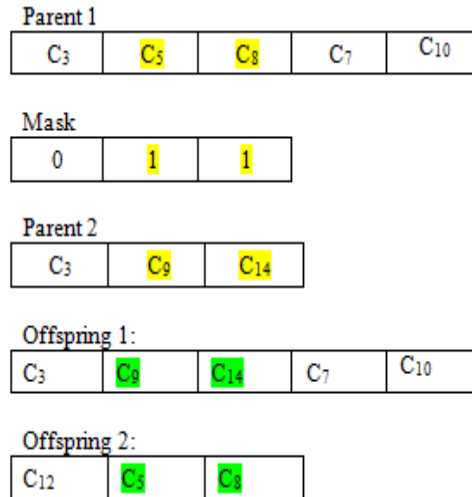 Parent 1
C3 C5 C8 C7 C10
Mask
0 1 1
Parent 2
C3 C9 C14
Offspring 1:
C3 C9 C14 C7 C10
Offspring 2:
C12 C5 C8